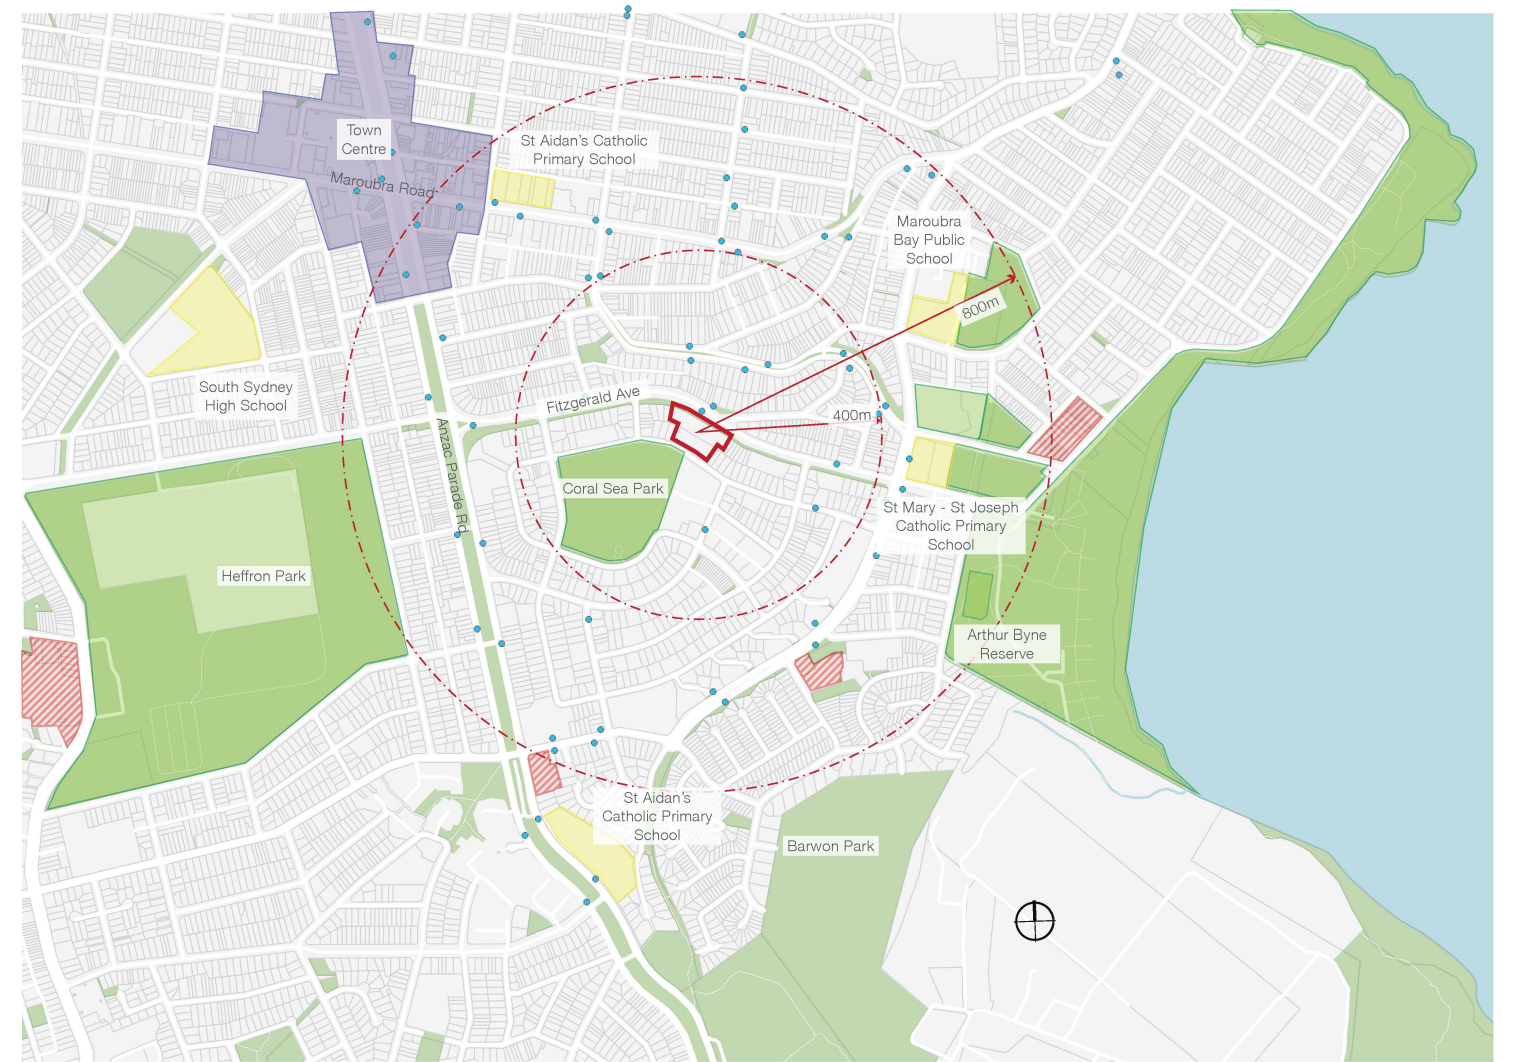 Town
Centre
Maroubra Road
St Aidan's Catholic
Primary School
Maroubra
Bay Public
School
800m
South Sydney
High School
Fitzgerald Ave
400m
Anzac Parade Rd
Coral Sea Park
St Mary - St Joseph
Catholic Primary
School
Heffron Park
Arthur Byne
Reserve
St Aidan's
Catholic Primary
School
Barwon Park